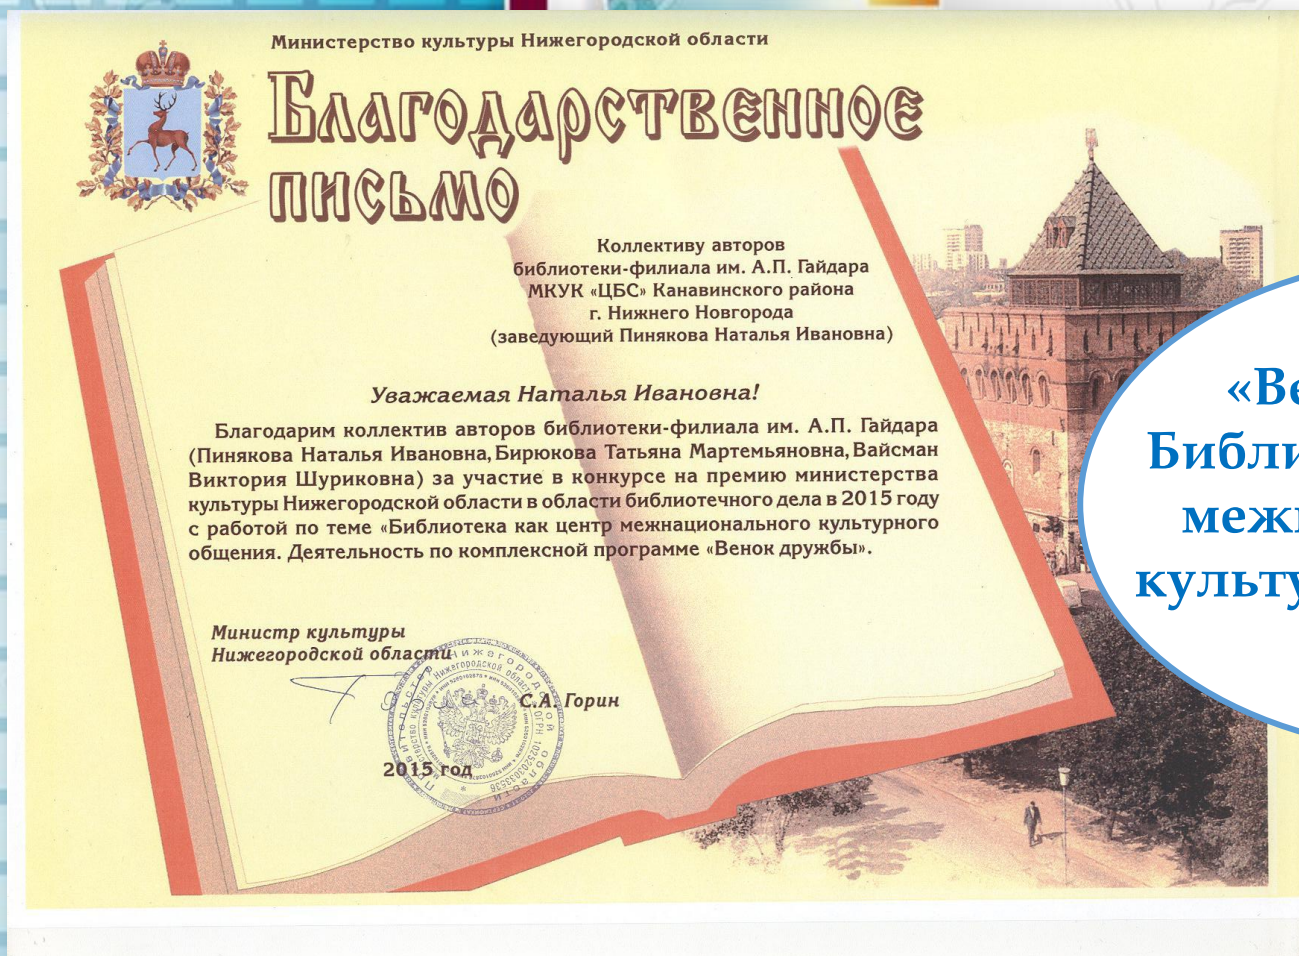 Министерство культуры Нижегородской области
Благодарственное
письмо
Коллективу авторов
библиотеки-филиала им. А.П. Гайдара
МКУК «ЦБС» Канавинского района
г. Нижнего Новгорода
(заведующий Пинякова Наталья Ивановна)
Уважаемая Наталья Ивановна!
Благодарим коллектив авторов библиотеки-филиала им. А.П. Гайдара
(Пинякова Наталья Ивановна, Бирюкова Татьяна Мартемьяновна, Вайсман
Виктория Шуриковна) за участие в конкурсе на премию министерства
культуры Нижегородской области в области библиотечного дела в 2015 году
с работой по теме «Библиотека как центр межнационального культурного
общения. Деятельность по комплексной программе «Венок дружбы».
Министр культуры
Нижегородской области
С.А. Горин
2015 год
«Ве
Библи
меж
культу